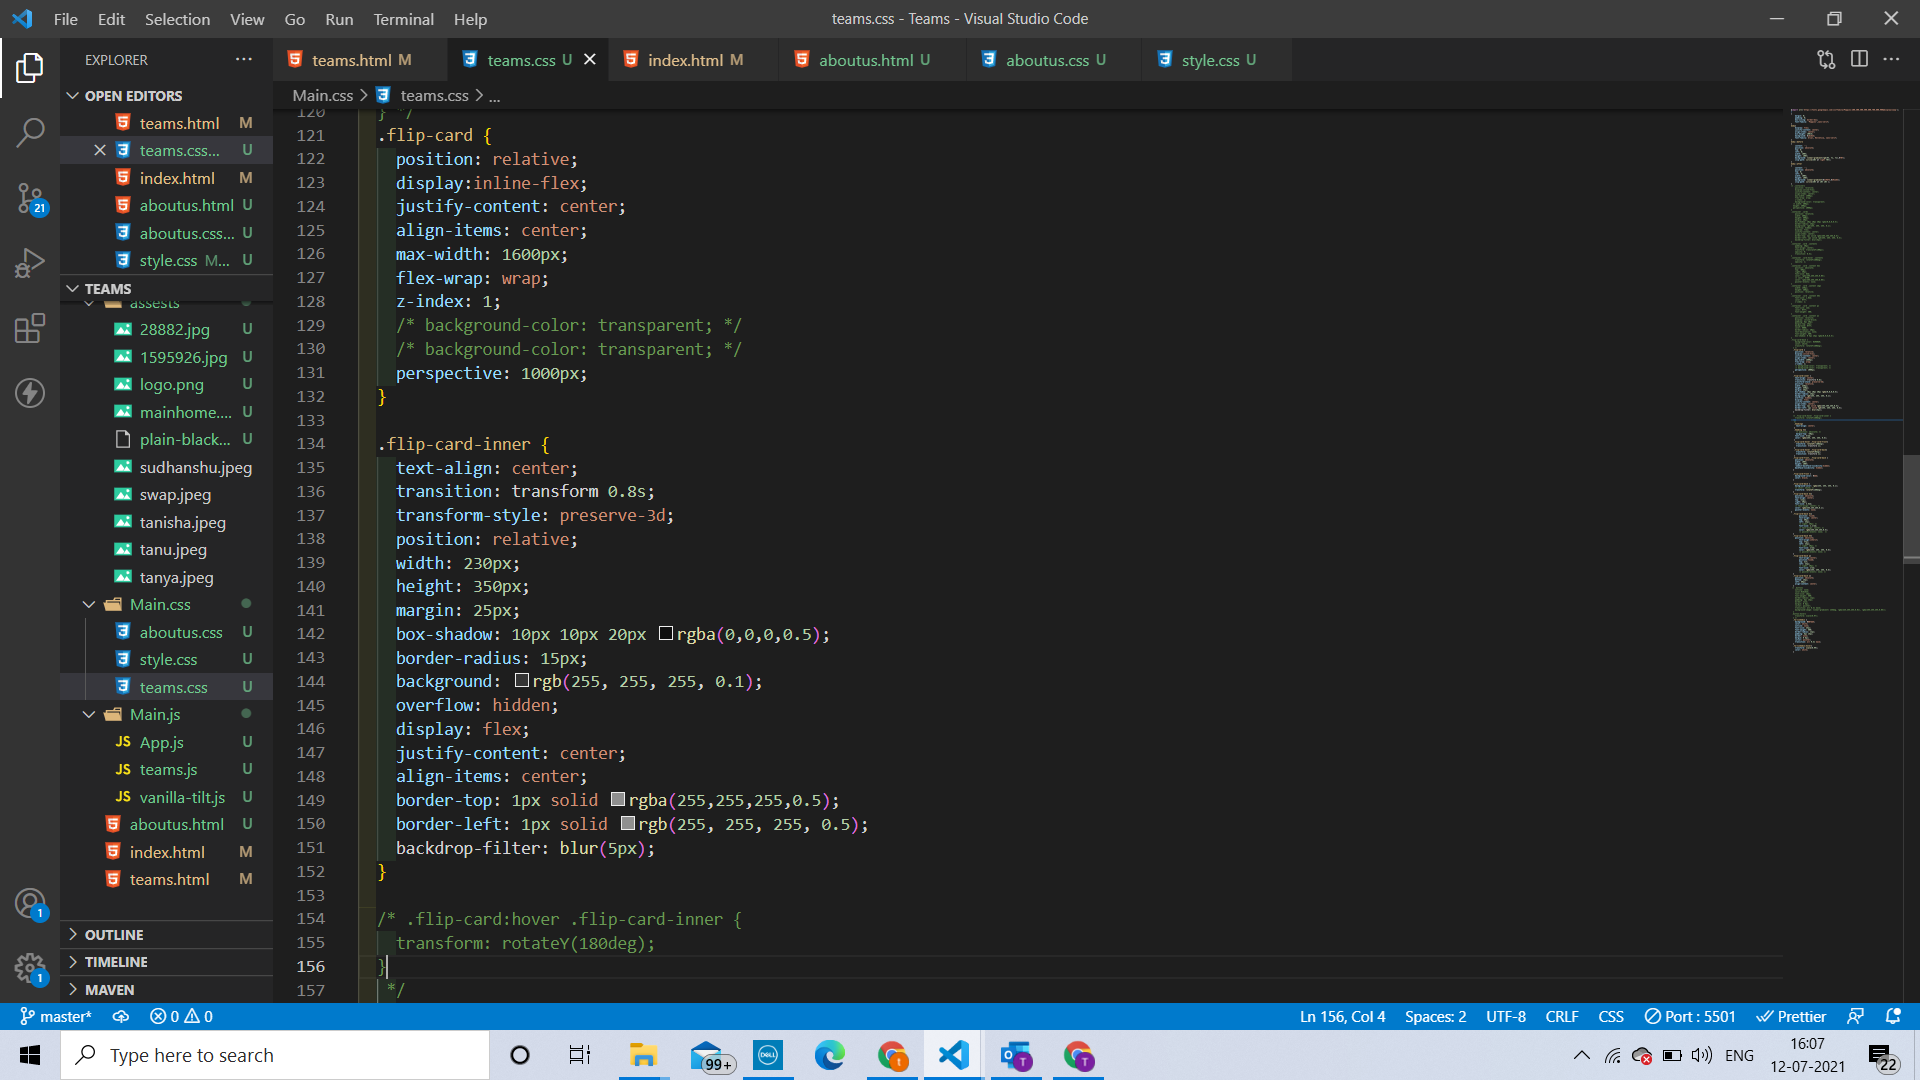 File Edit Selection View Go Run Terminal Help
teams.css - Teams - Visual Studio Code
EXPLORER
teams.html M
teams.css U
index.html M
aboutus.html U
aboutus.css U
style.css U
OPEN EDITORS
teams.html M
teams.css... U
index.html M
aboutus.html U
aboutus.css... U
style.css M... U
TEAMS
assests
28882.jpg U
1595926.jpg U
logo.png U
mainhome.... U
plain-black... U
sudhanshu.jpeg
swap.jpeg
tanisha.jpeg
tanu.jpeg
tanya.jpeg
Main.css
aboutus.css U
style.css U
teams.css U
Main.js
JS App.js U
JS teams.js U
JS vanilla-tilt.js U
aboutus.html U
index.html M
teams.html M
OUTLINE
TIMELINE
MAVEN
21
1
1
Main.css > teams.css > ...
120 } */
121 .flip-card {
122 position: relative;
123 display:inline-flex;
124 justify-content: center;
125 align-items: center;
126 max-width: 1600px;
127 flex-wrap: wrap;
128 z-index: 1;
129 /* background-color: transparent; */
130 /* background-color: transparent; */
131 perspective: 1000px;
132 }
133
134 .flip-card-inner {
135 text-align: center;
136 transition: transform 0.8s;
137 transform-style: preserve-3d;
138 position: relative;
139 width: 230px;
140 height: 350px;
141 margin: 25px;
142 box-shadow: 10px 10px 20px rgba(0,0,0,0.5);
143 border-radius: 15px;
144 background: rgb(255, 255, 255, 0.1);
145 overflow: hidden;
146 display: flex;
147 justify-content: center;
148 align-items: center;
149 border-top: 1px solid rgba(255,255,255,0.5);
150 border-left: 1px solid rgb(255, 255, 255, 0.5);
151 backdrop-filter: blur(5px);
152 }
153
154 /* .flip-card:hover .flip-card-inner {
155 transform: rotateY(180deg);
156 }
157 */
master* 0 0
Ln 156, Col 4 Spaces: 2 UTF-8 CRLF CSS Port : 5501 Prettier
Type here to search
99+
DELL
t
T
T
ENG
16:07
12-07-2021
22